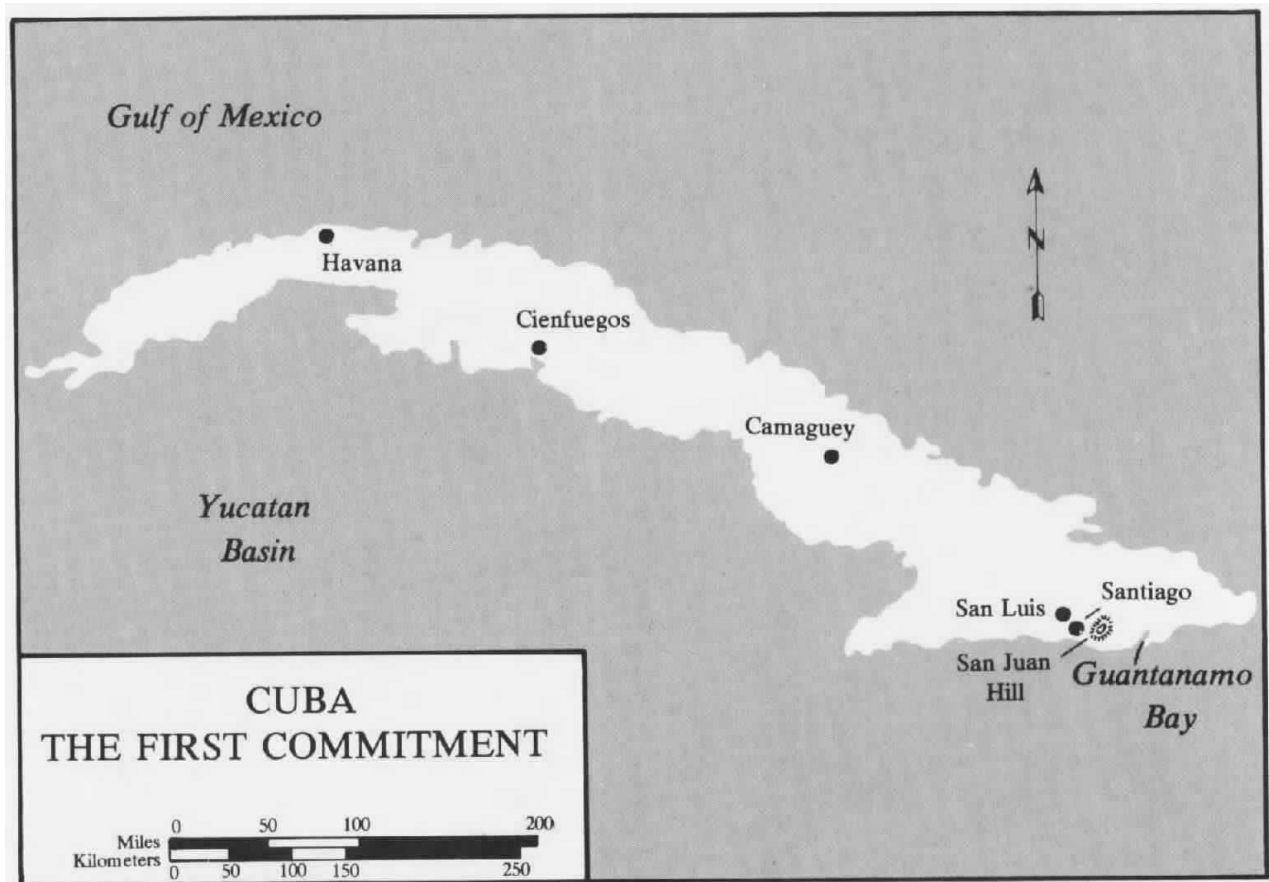 Gulf of Mexico
N
Havana
Cienfuegos
Camaguey
Yucatan
Basin
San Luis
Santiago
San Juan
Hill
Guantanamo
Bay
CUBA
THE FIRST COMMITMENT
0 50 100 200
Miles
Kilometers
0 50 100 150 250